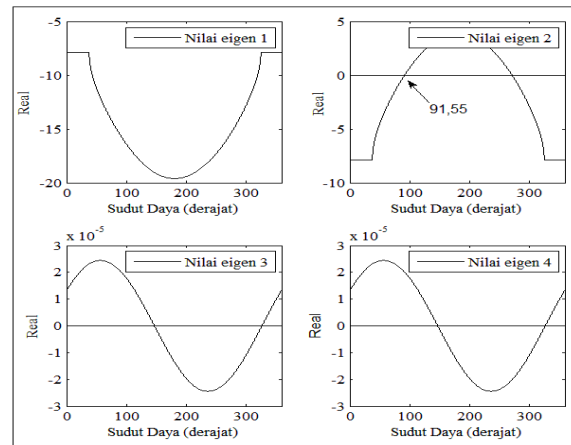 -5
-10
-15
-20
Real
Nilai eigen 1
0
100
200
300
Sudut Daya (derajat)
5
0
-5
-10
Real
Nilai eigen 2
91,55
0
100
200
300
Sudut Daya (derajat)
x 10^-5
3
2
1
0
-1
-2
-3
Real
Nilai eigen 3
0
100
200
300
Sudut Daya (derajat)
x 10^-5
3
2
1
0
-1
-2
-3
Real
Nilai eigen 4
0
100
200
300
Sudut Daya (derajat)